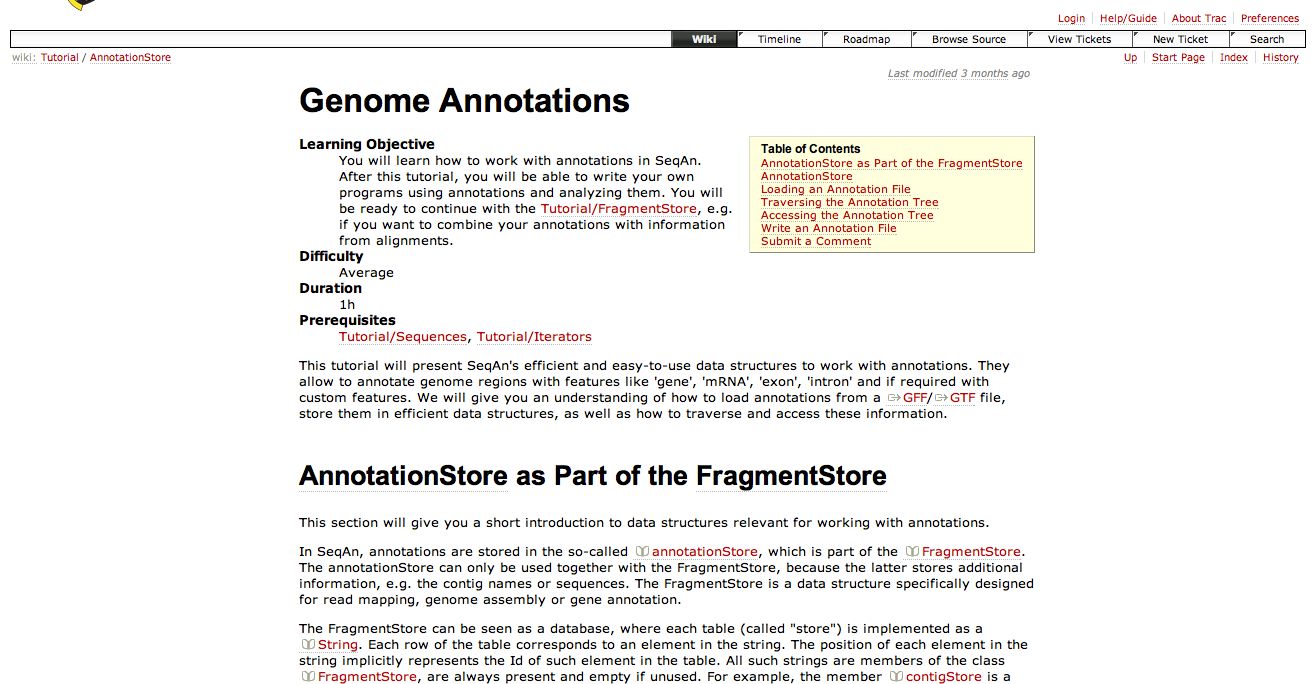 Login Help/Guide About Trac Preferences
Wiki Timeline Roadmap Browse Source View Tickets New Ticket Search
wiki: Tutorial / AnnotationStore
Up Start Page Index History
Last modified 3 months ago
Genome Annotations
Learning Objective
You will learn how to work with annotations in SeqAn.
After this tutorial, you will be able to write your own
programs using annotations and analyzing them. You will
be ready to continue with the Tutorial/FragmentStore, e.g.
if you want to combine your annotations with information
from alignments.
Difficulty
Average
Duration
1h
Prerequisites
Tutorial/Sequences, Tutorial/Iterators
Table of Contents
AnnotationStore as Part of the FragmentStore
AnnotationStore
Loading an Annotation File
Traversing the Annotation Tree
Accessing the Annotation Tree
Write an Annotation File
Submit a Comment
This tutorial will present SeqAn's efficient and easy-to-use data structures to work with annotations. They
allow to annotate genome regions with features like 'gene', 'mRNA', 'exon', 'intron' and if required with
custom features. We will give you an understanding of how to load annotations from a GFF/GTF file,
store them in efficient data structures, as well as how to traverse and access these information.
AnnotationStore as Part of the FragmentStore
This section will give you a short introduction to data structures relevant for working with annotations.
In SeqAn, annotations are stored in the so-called annotationStore, which is part of the FragmentStore.
The annotationStore can only be used together with the FragmentStore, because the latter stores additional
information, e.g. the contig names or sequences. The FragmentStore is a data structure specifically designed
for read mapping, genome assembly or gene annotation.
The FragmentStore can be seen as a database, where each table (called "store") is implemented as a
String. Each row of the table corresponds to an element in the string. The position of each element in the
string implicitly represents the Id of such element in the table. All such strings are members of the class
FragmentStore, are always present and empty if unused. For example, the member contigStore is a